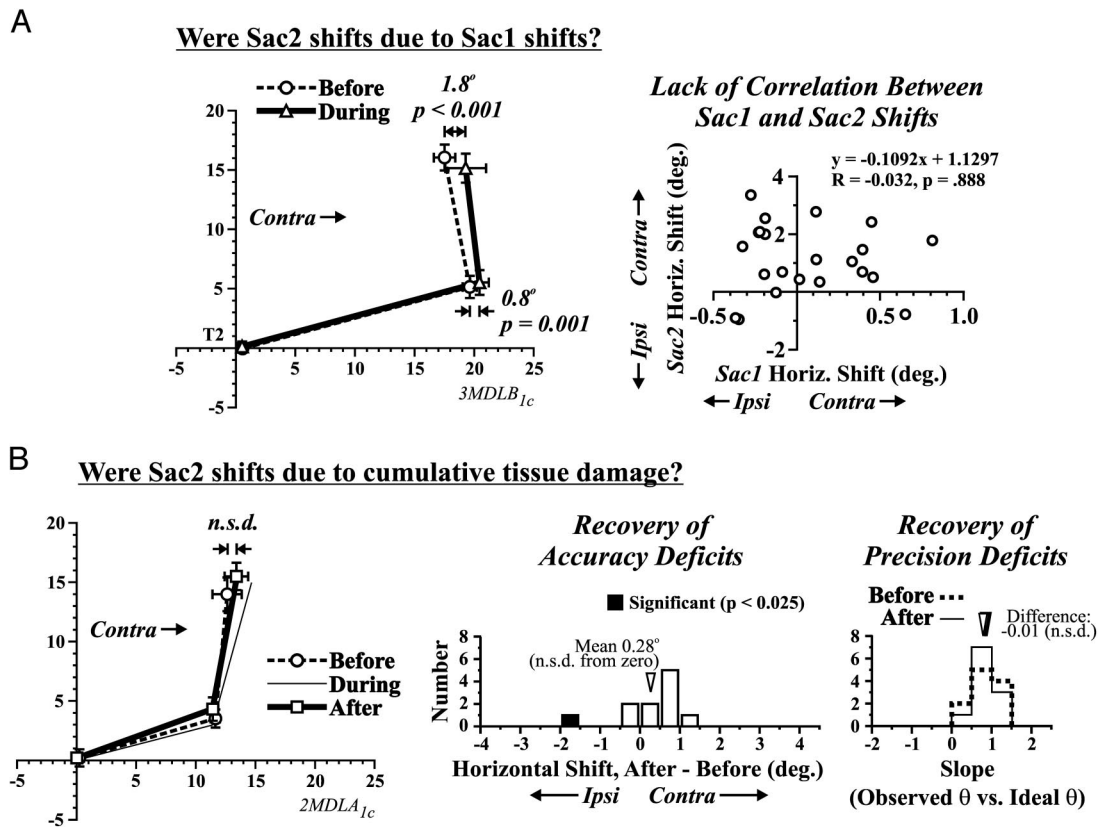 A
Were Sac2 shifts due to Sac1 shifts?
Before
During
1.8°
p < 0.001
20
15
10
5
-5
Contra
T2
0.8°
p = 0.001
-5
5
10
15
20
25
3MDLB1c
Lack of Correlation Between
Sac1 and Sac2 Shifts
y = -0.1092x + 1.1297
R = -0.032, p = .888
Sac2 Horiz. Shift (deg.)
Contra
Ipsi
4
2
-2
-0.5
0.5
1.0
Sac1 Horiz. Shift (deg.)
Ipsi Contra
B
Were Sac2 shifts due to cumulative tissue damage?
n.s.d.
20
15
10
5
-5
Contra
Before
During
After
-5
5
10
15
20
25
2MDLA1c
Recovery of
Accuracy Deficits
Significant (p < 0.025)
Mean 0.28°
(n.s.d. from zero)
Number
8
6
4
2
0
-4 -3 -2 -1 0 1 2 3 4
Horizontal Shift, After - Before (deg.)
Ipsi Contra
Recovery of
Precision Deficits
Before
After
Difference:
-0.01 (n.s.d.)
8
6
4
2
0
-2 -1 0 1 2
Slope
(Observed θ vs. Ideal θ)